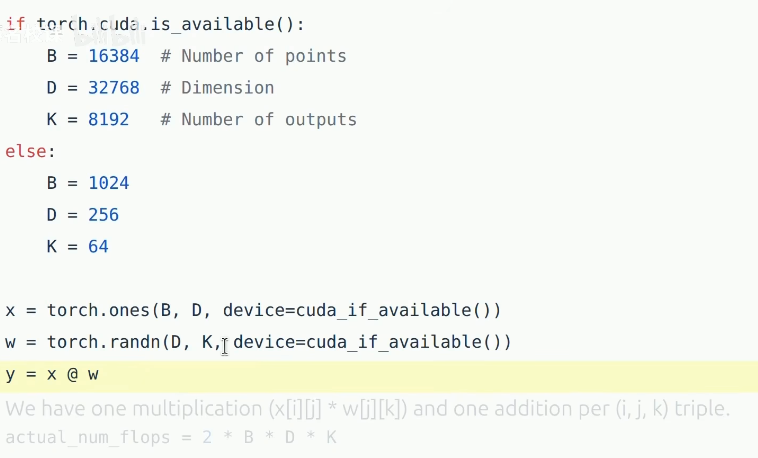 if torch.cuda.is_available():
    B = 16384  # Number of points
    D = 32768  # Dimension
    K = 8192   # Number of outputs
else:
    B = 1024
    D = 256
    K = 64
x = torch.ones(B, D, device=cuda_if_available())
w = torch.randn(D, K, device=cuda_if_available())
y = x @ w
We have one multiplication (x[i][j] * w[j][k]) and one addition per (i, j, k) triple.
actual_num_flops = 2 * B * D * K